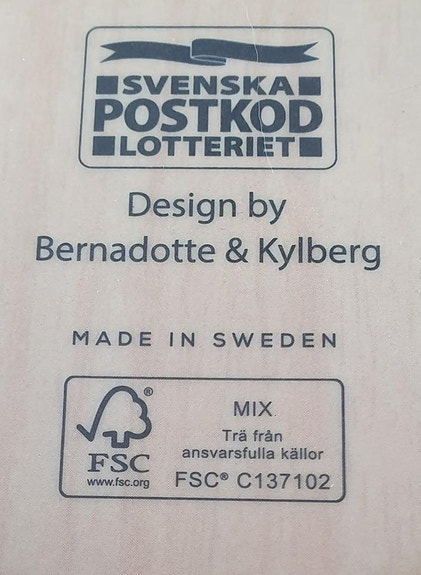 SVENSKA
POSTKOD
LOTTERIET
Design by
Bernadotte & Kylberg
MADE IN SWEDEN
®
FSC
www.fsc.org
MIX
Trä från
ansvarsfulla källor
FSC® C137102